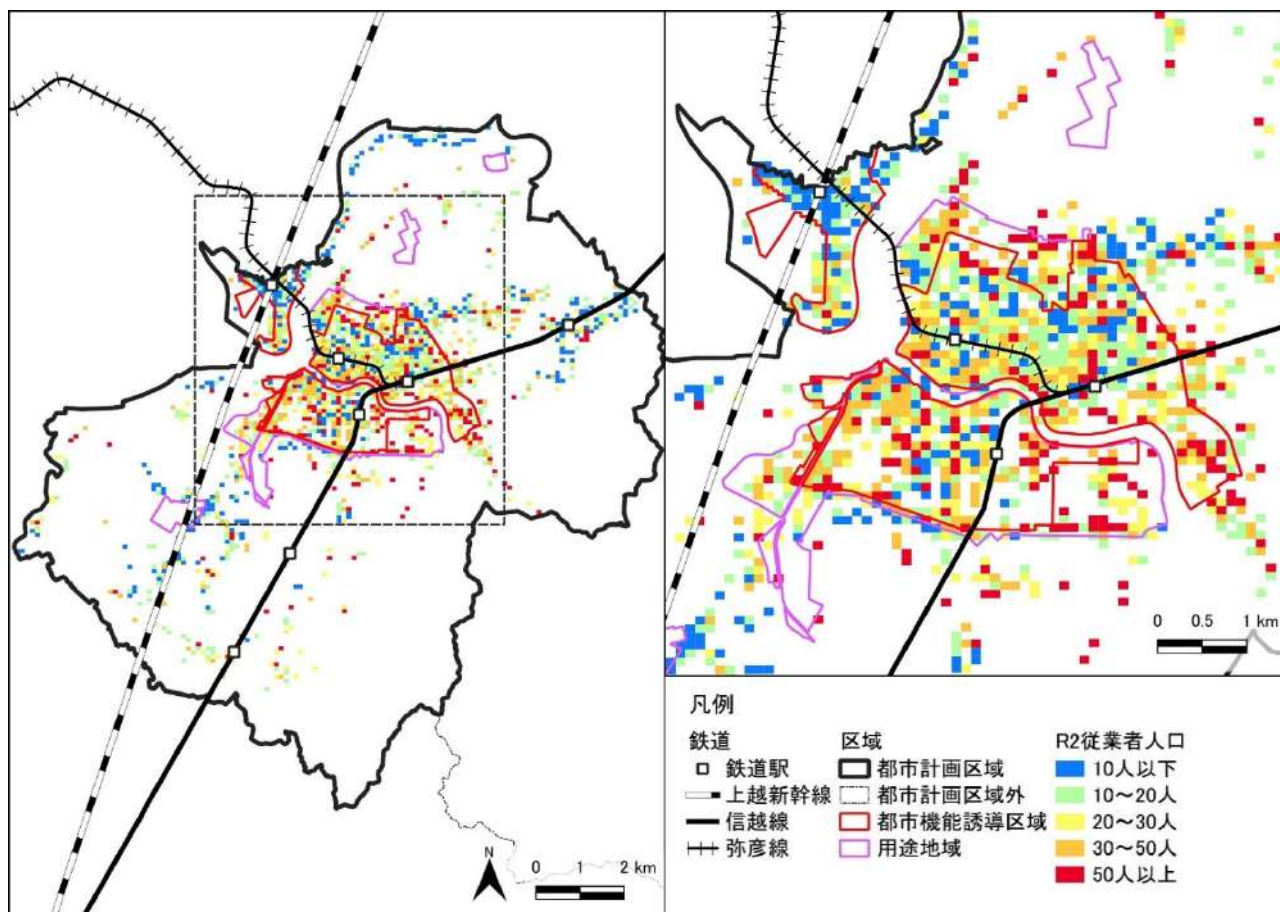 N
0 1 2 km
0 0.5 1 km
凡例
鉄道
鉄道駅
上越新幹線
信越線
弥彦線
区域
都市計画区域
都市計画区域外
都市機能誘導区域
用途地域
R2従業者人口
10人以下
10～20人
20～30人
30～50人
50人以上